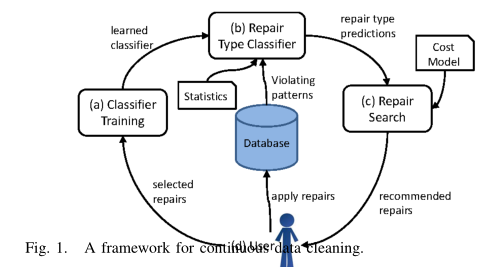 learned
classifier
(b) Repair
Type Classifier
repair type
predictions
Cost
Model
Statistics
Violating
patterns
(a) Classifier
Training
(c) Repair
Search
Database
selected
repairs
apply repairs
recommended
repairs
(d) User
Fig. 1. A framework for continuous data cleaning.